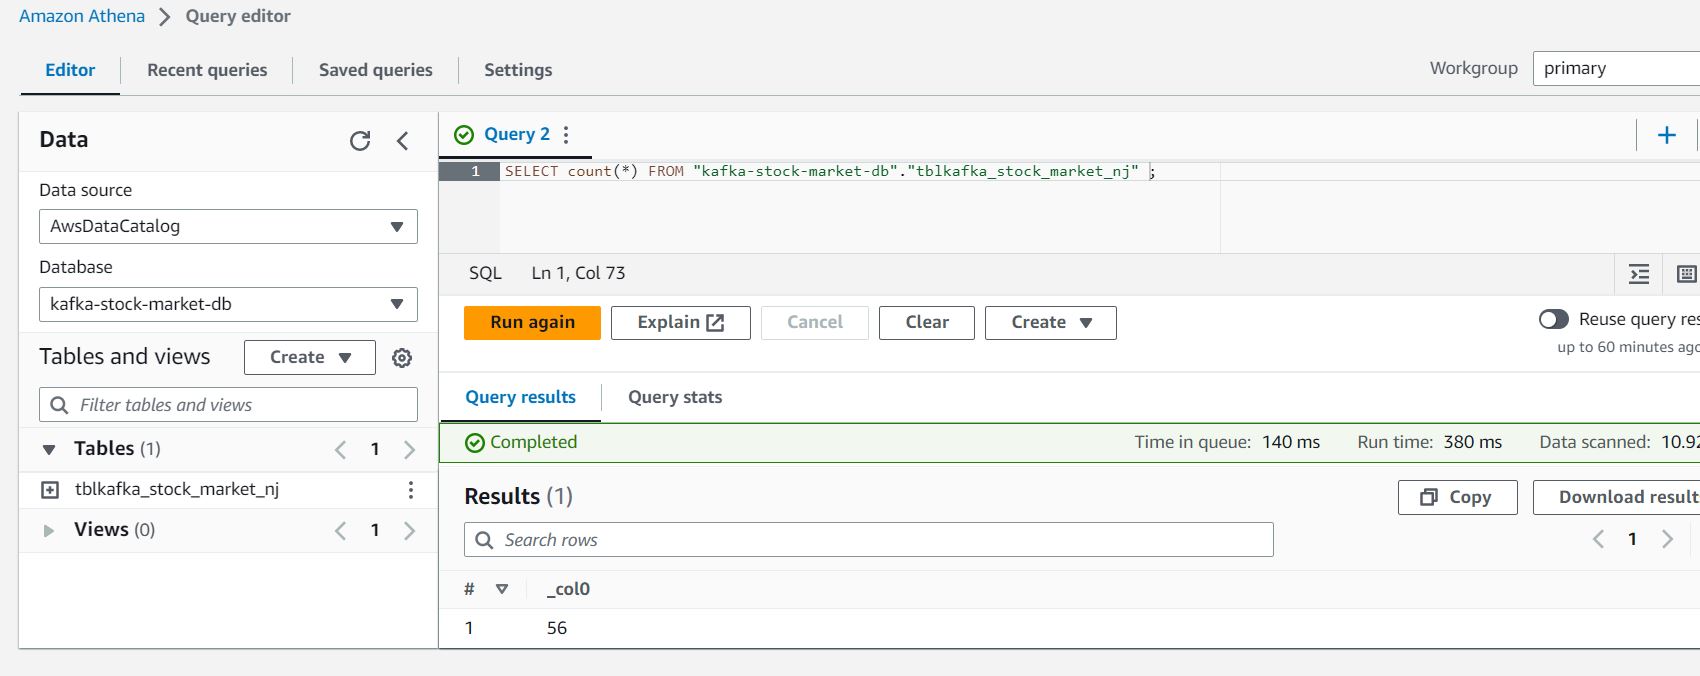 Amazon Athena > Query editor
Editor Recent queries Saved queries Settings
Workgroup primary
Data
Data source
AwsDataCatalog
Database
kafka-stock-market-db
Tables and views Create
Filter tables and views
Tables (1) < 1 >
tblkafka_stock_market_nj
Views (0) < 1 >
Query 2
1 SELECT count(*) FROM "kafka-stock-market-db"."tblkafka_stock_market_nj" ;
SQL Ln 1, Col 73
Run again Explain Cancel Clear Create
Reuse query res
up to 60 minutes ago
Query results Query stats
Completed Time in queue: 140 ms Run time: 380 ms Data scanned: 10.92
Results (1) Copy Download result
Search rows
< 1 >
# _col0
1 56